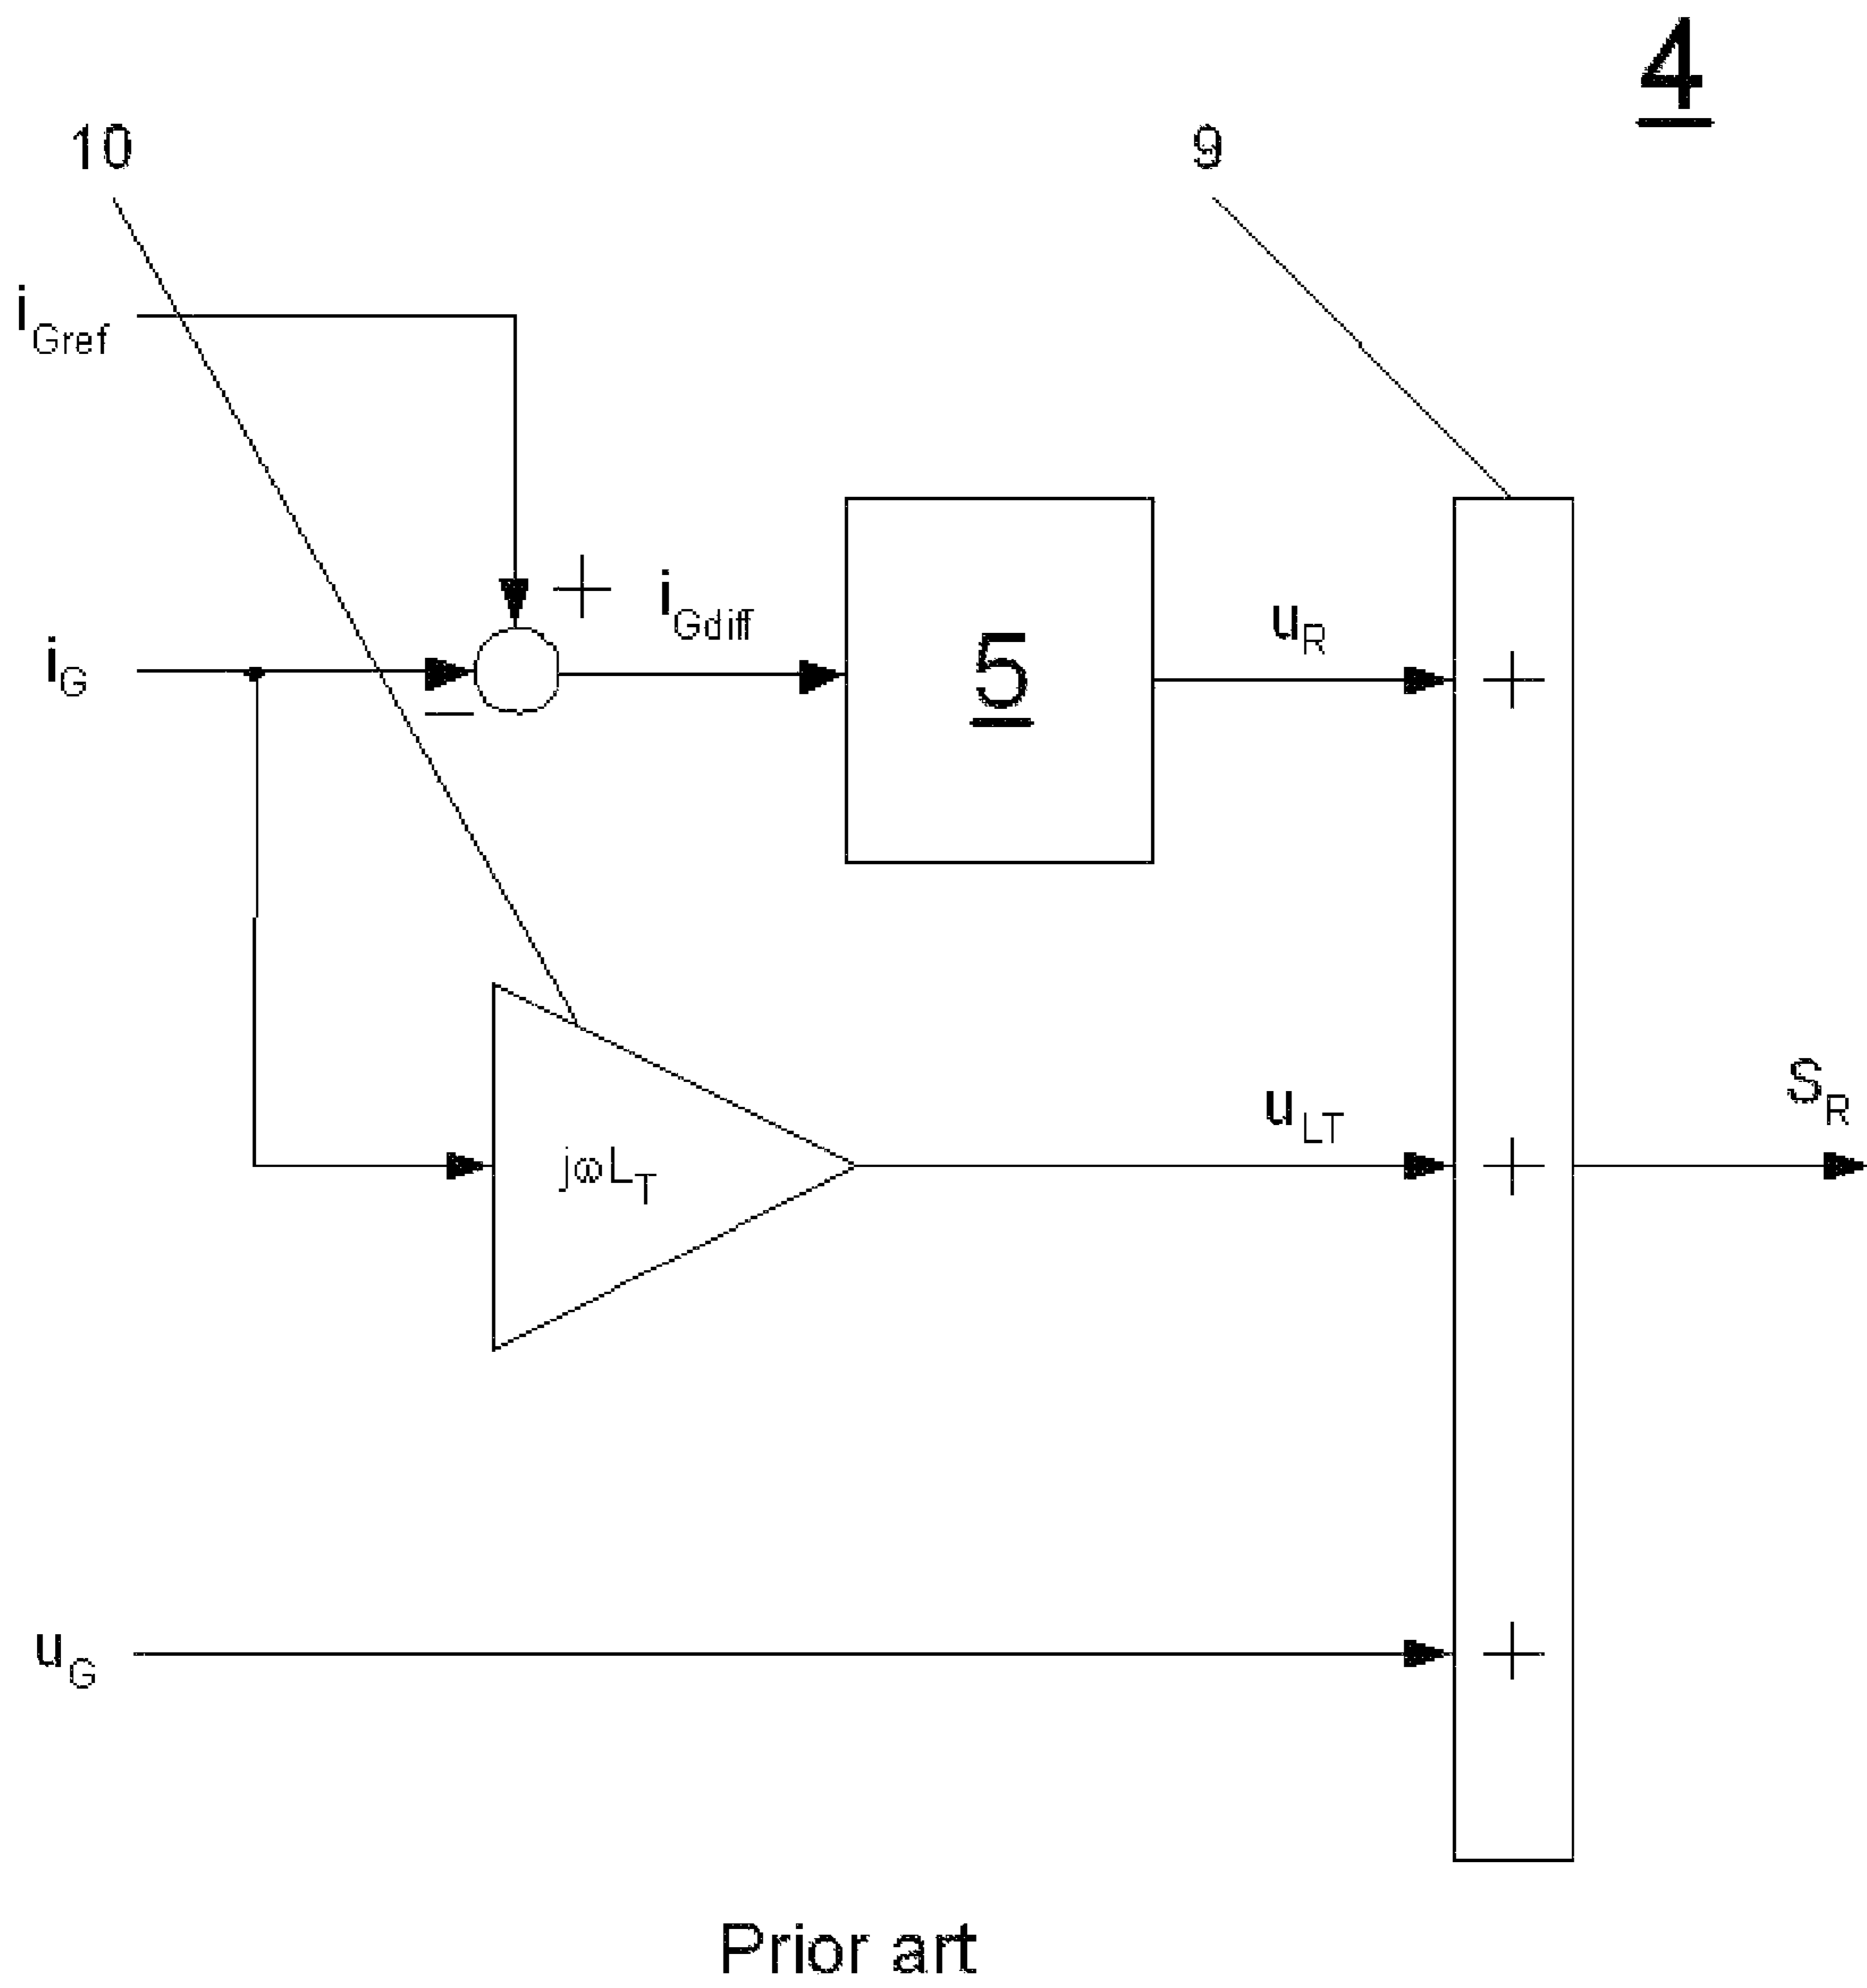 4
10
9
iGref
+
iGdiff
uR
iG
−
5
+
uLT
SR
jωLT
+
uG
+
Prior art